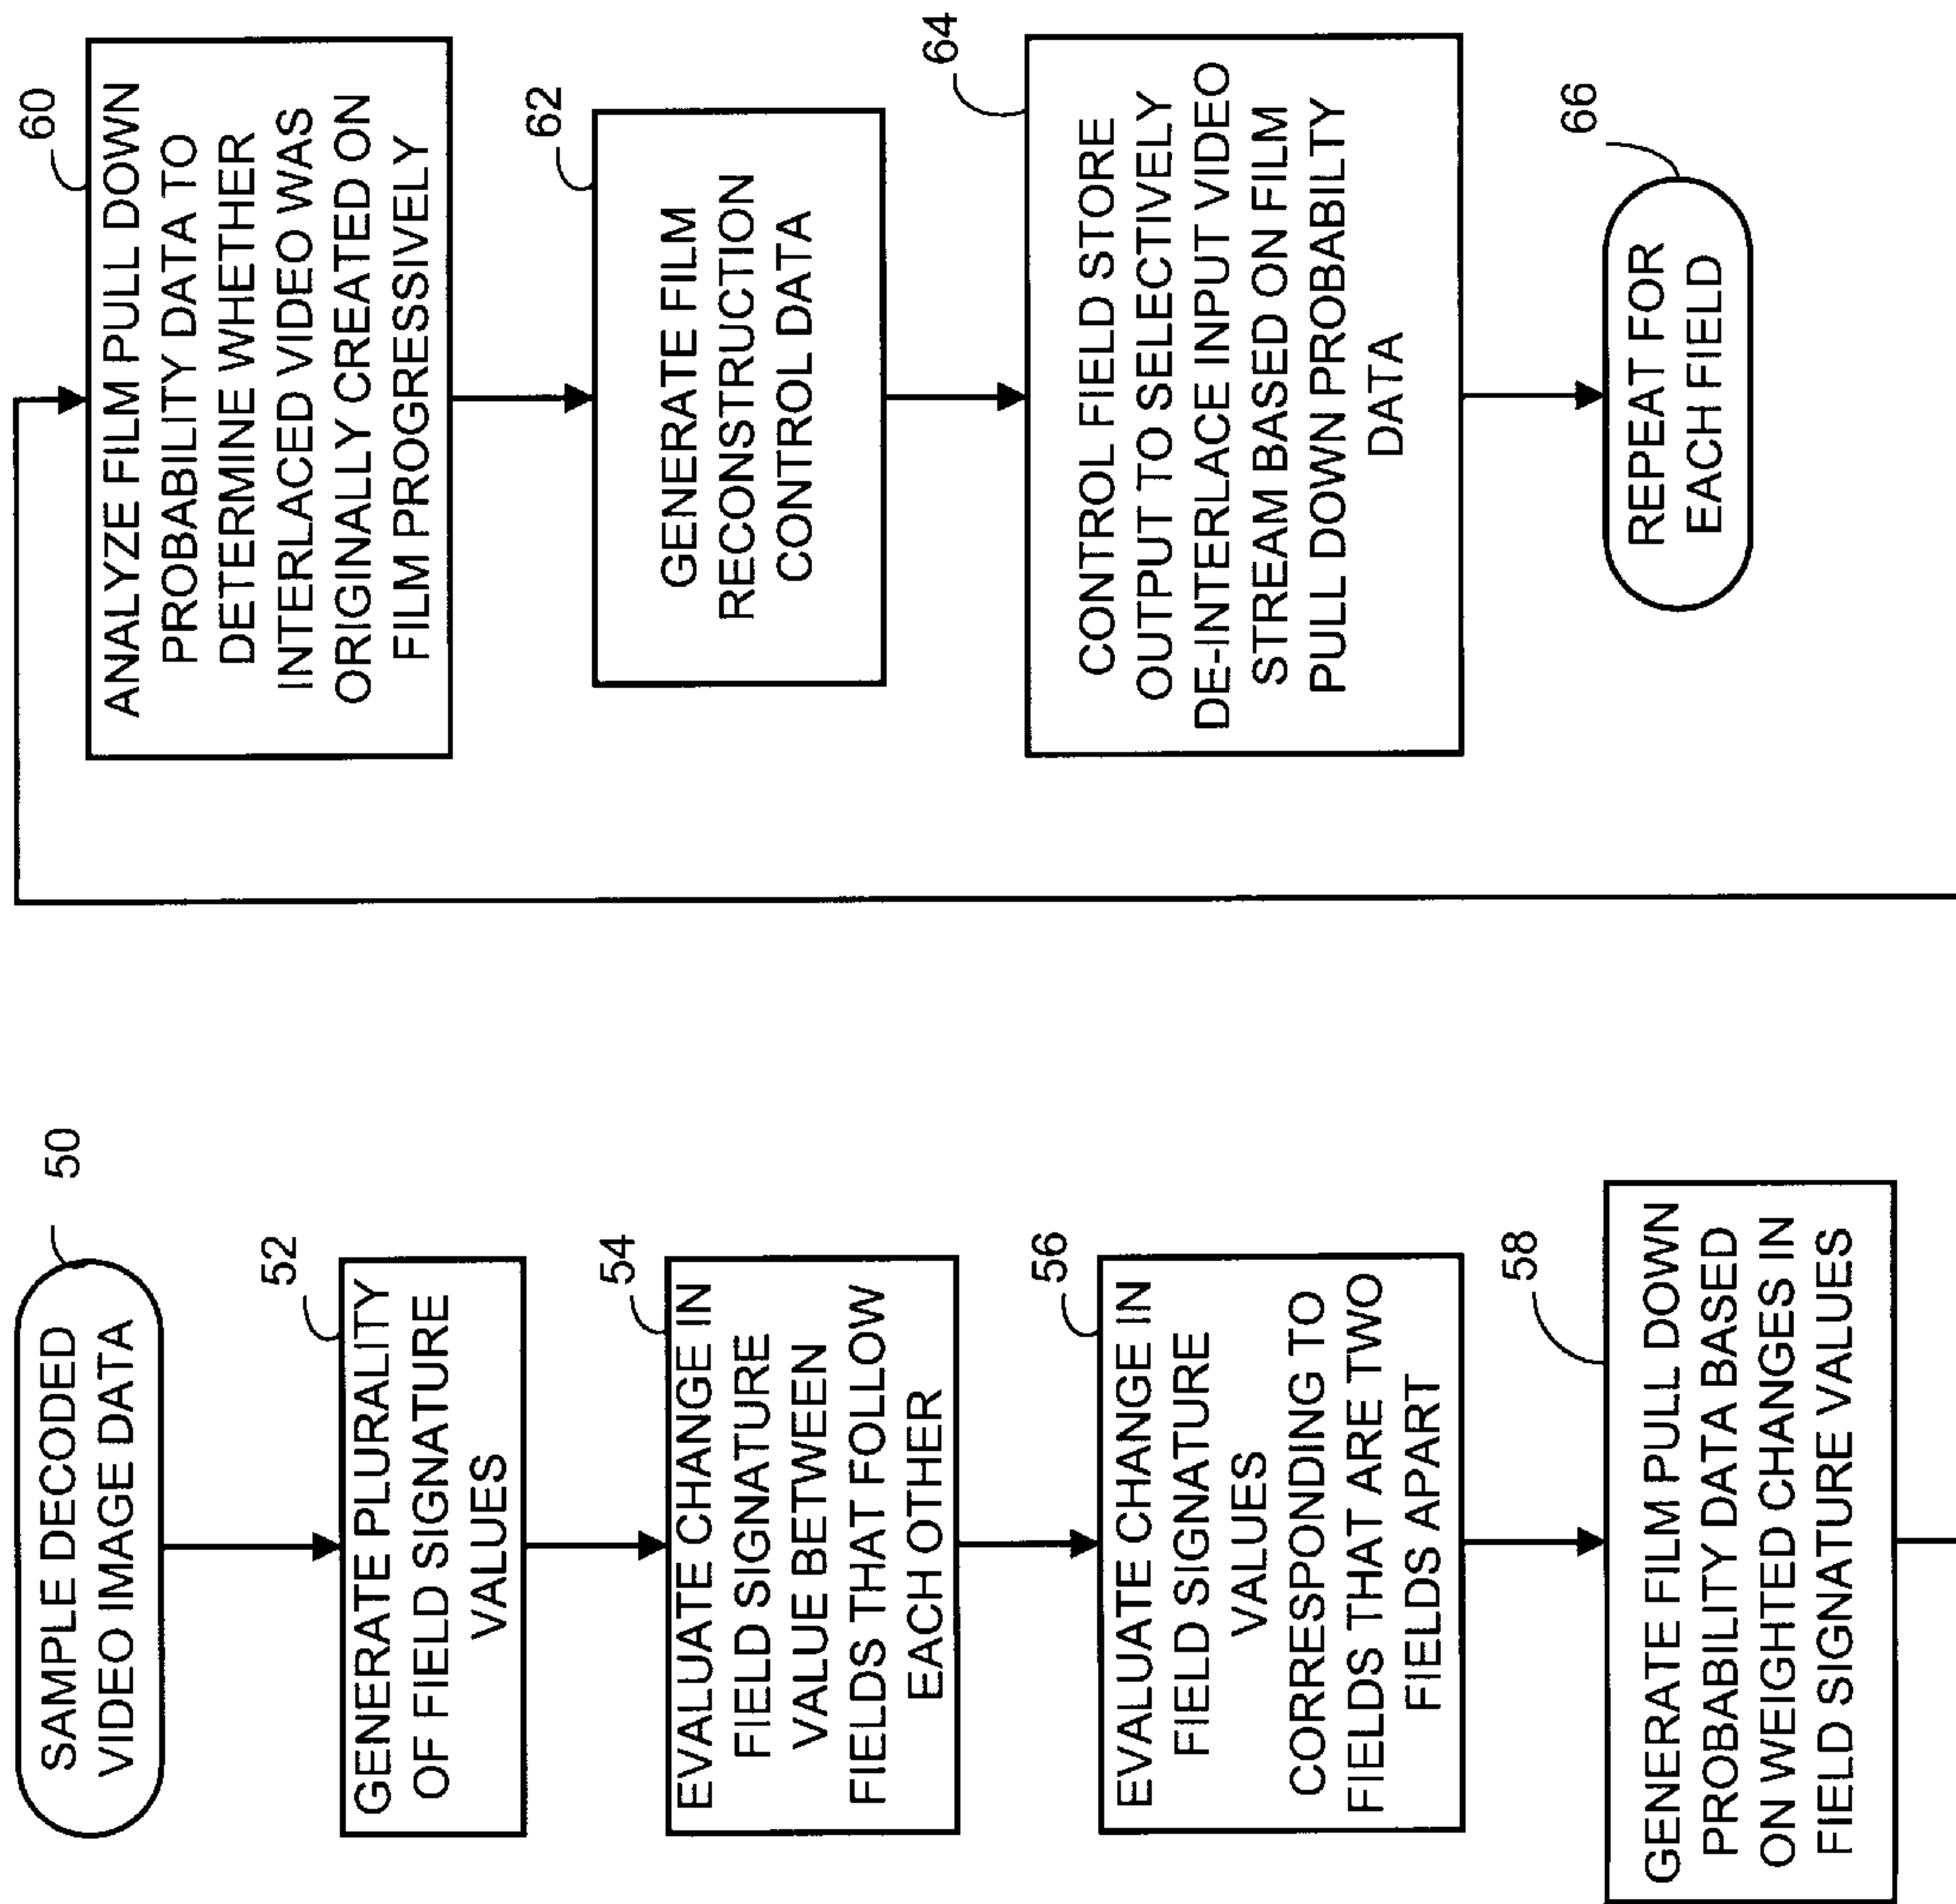 50
SAMPLE DECODED
VIDEO IMAGE DATA
52
GENERATE PLURALITY
OF FIELD SIGNATURE
VALUES
54
EVALUATE CHANGE IN
FIELD SIGNATURE
VALUE BETWEEN
FIELDS THAT FOLLOW
EACH OTHER
56
EVALUATE CHANGE IN
FIELD SIGNATURE
VALUES
CORRESPONDING TO
FIELDS THAT ARE TWO
FIELDS APART
58
GENERATE FILM PULL DOWN
PROBABILITY DATA BASED
ON WEIGHTED CHANGES IN
FIELD SIGNATURE VALUES
60
ANALYZE FILM PULL DOWN
PROBABILITY DATA TO
DETERMINE WHETHER
INTERLACED VIDEO WAS
ORIGINALLY CREATED ON
FILM PROGRESSIVELY
62
GENERATE FILM
RECONSTRUCTION
CONTROL DATA
64
CONTROL FIELD STORE
OUTPUT TO SELECTIVELY
DE-INTERLACE INPUT VIDEO
STREAM BASED ON FILM
PULL DOWN PROBABILTY
DATA
66
REPEAT FOR
EACH FIELD